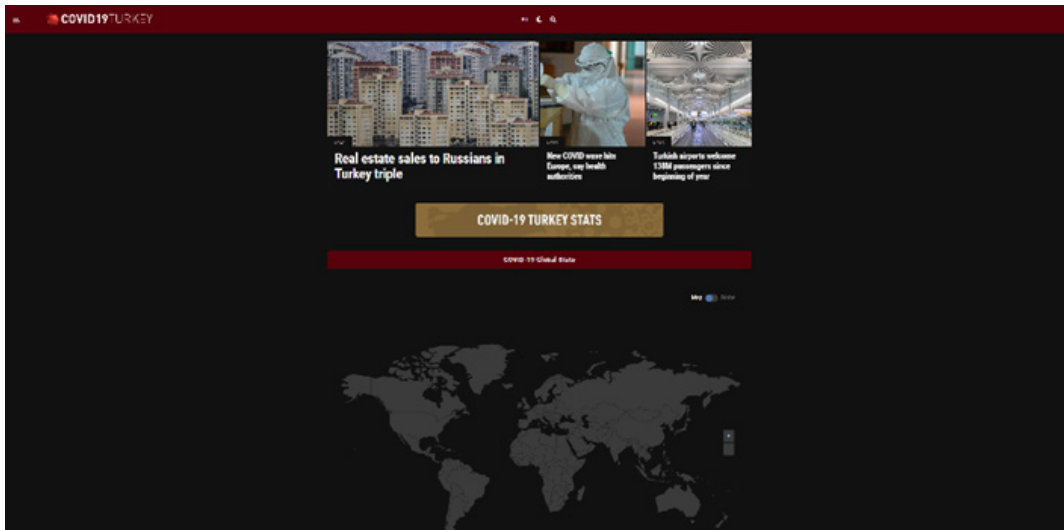 COVID19TURKEY
Real estate sales to Russians in
Turkey triple
New COVID wave hits
Europe, say health
authorities
Turkish airports welcome
138M passengers since
beginning of year
COVID-19 TURKEY STATS
COVID-19 Global Stats
Map